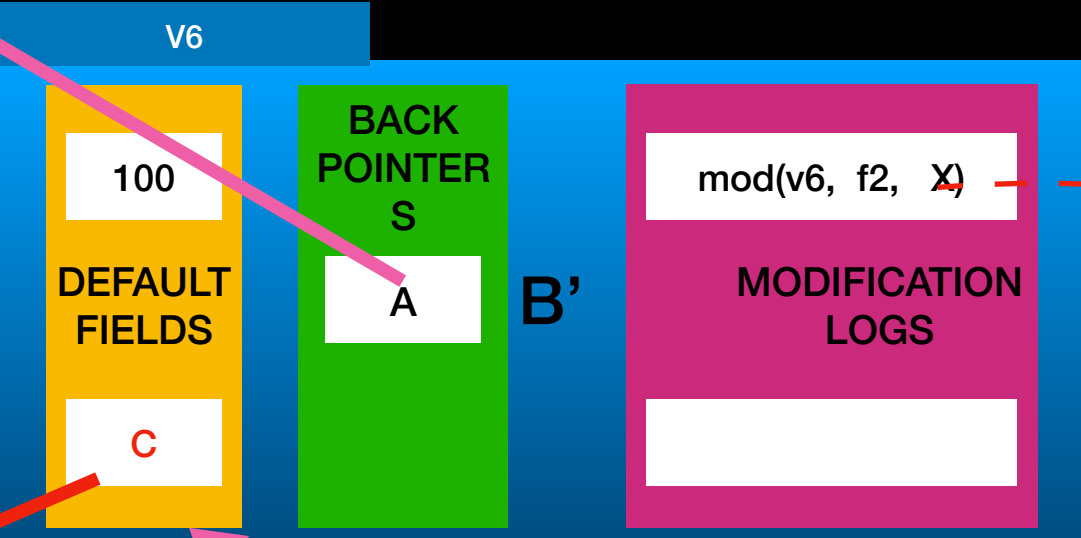 V6
100
DEFAULT
FIELDS
C
BACK
POINTER
S
A
B’
mod(v6, f2, X)
MODIFICATION
LOGS